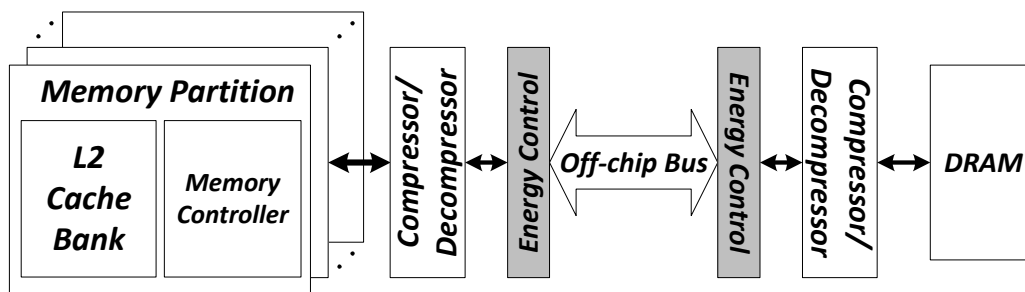 Memory Partition
L2
Cache
Bank
Memory
Controller
Compressor/
Decompressor
Energy Control
Off-chip Bus
Energy Control
Compressor/
Decompressor
DRAM